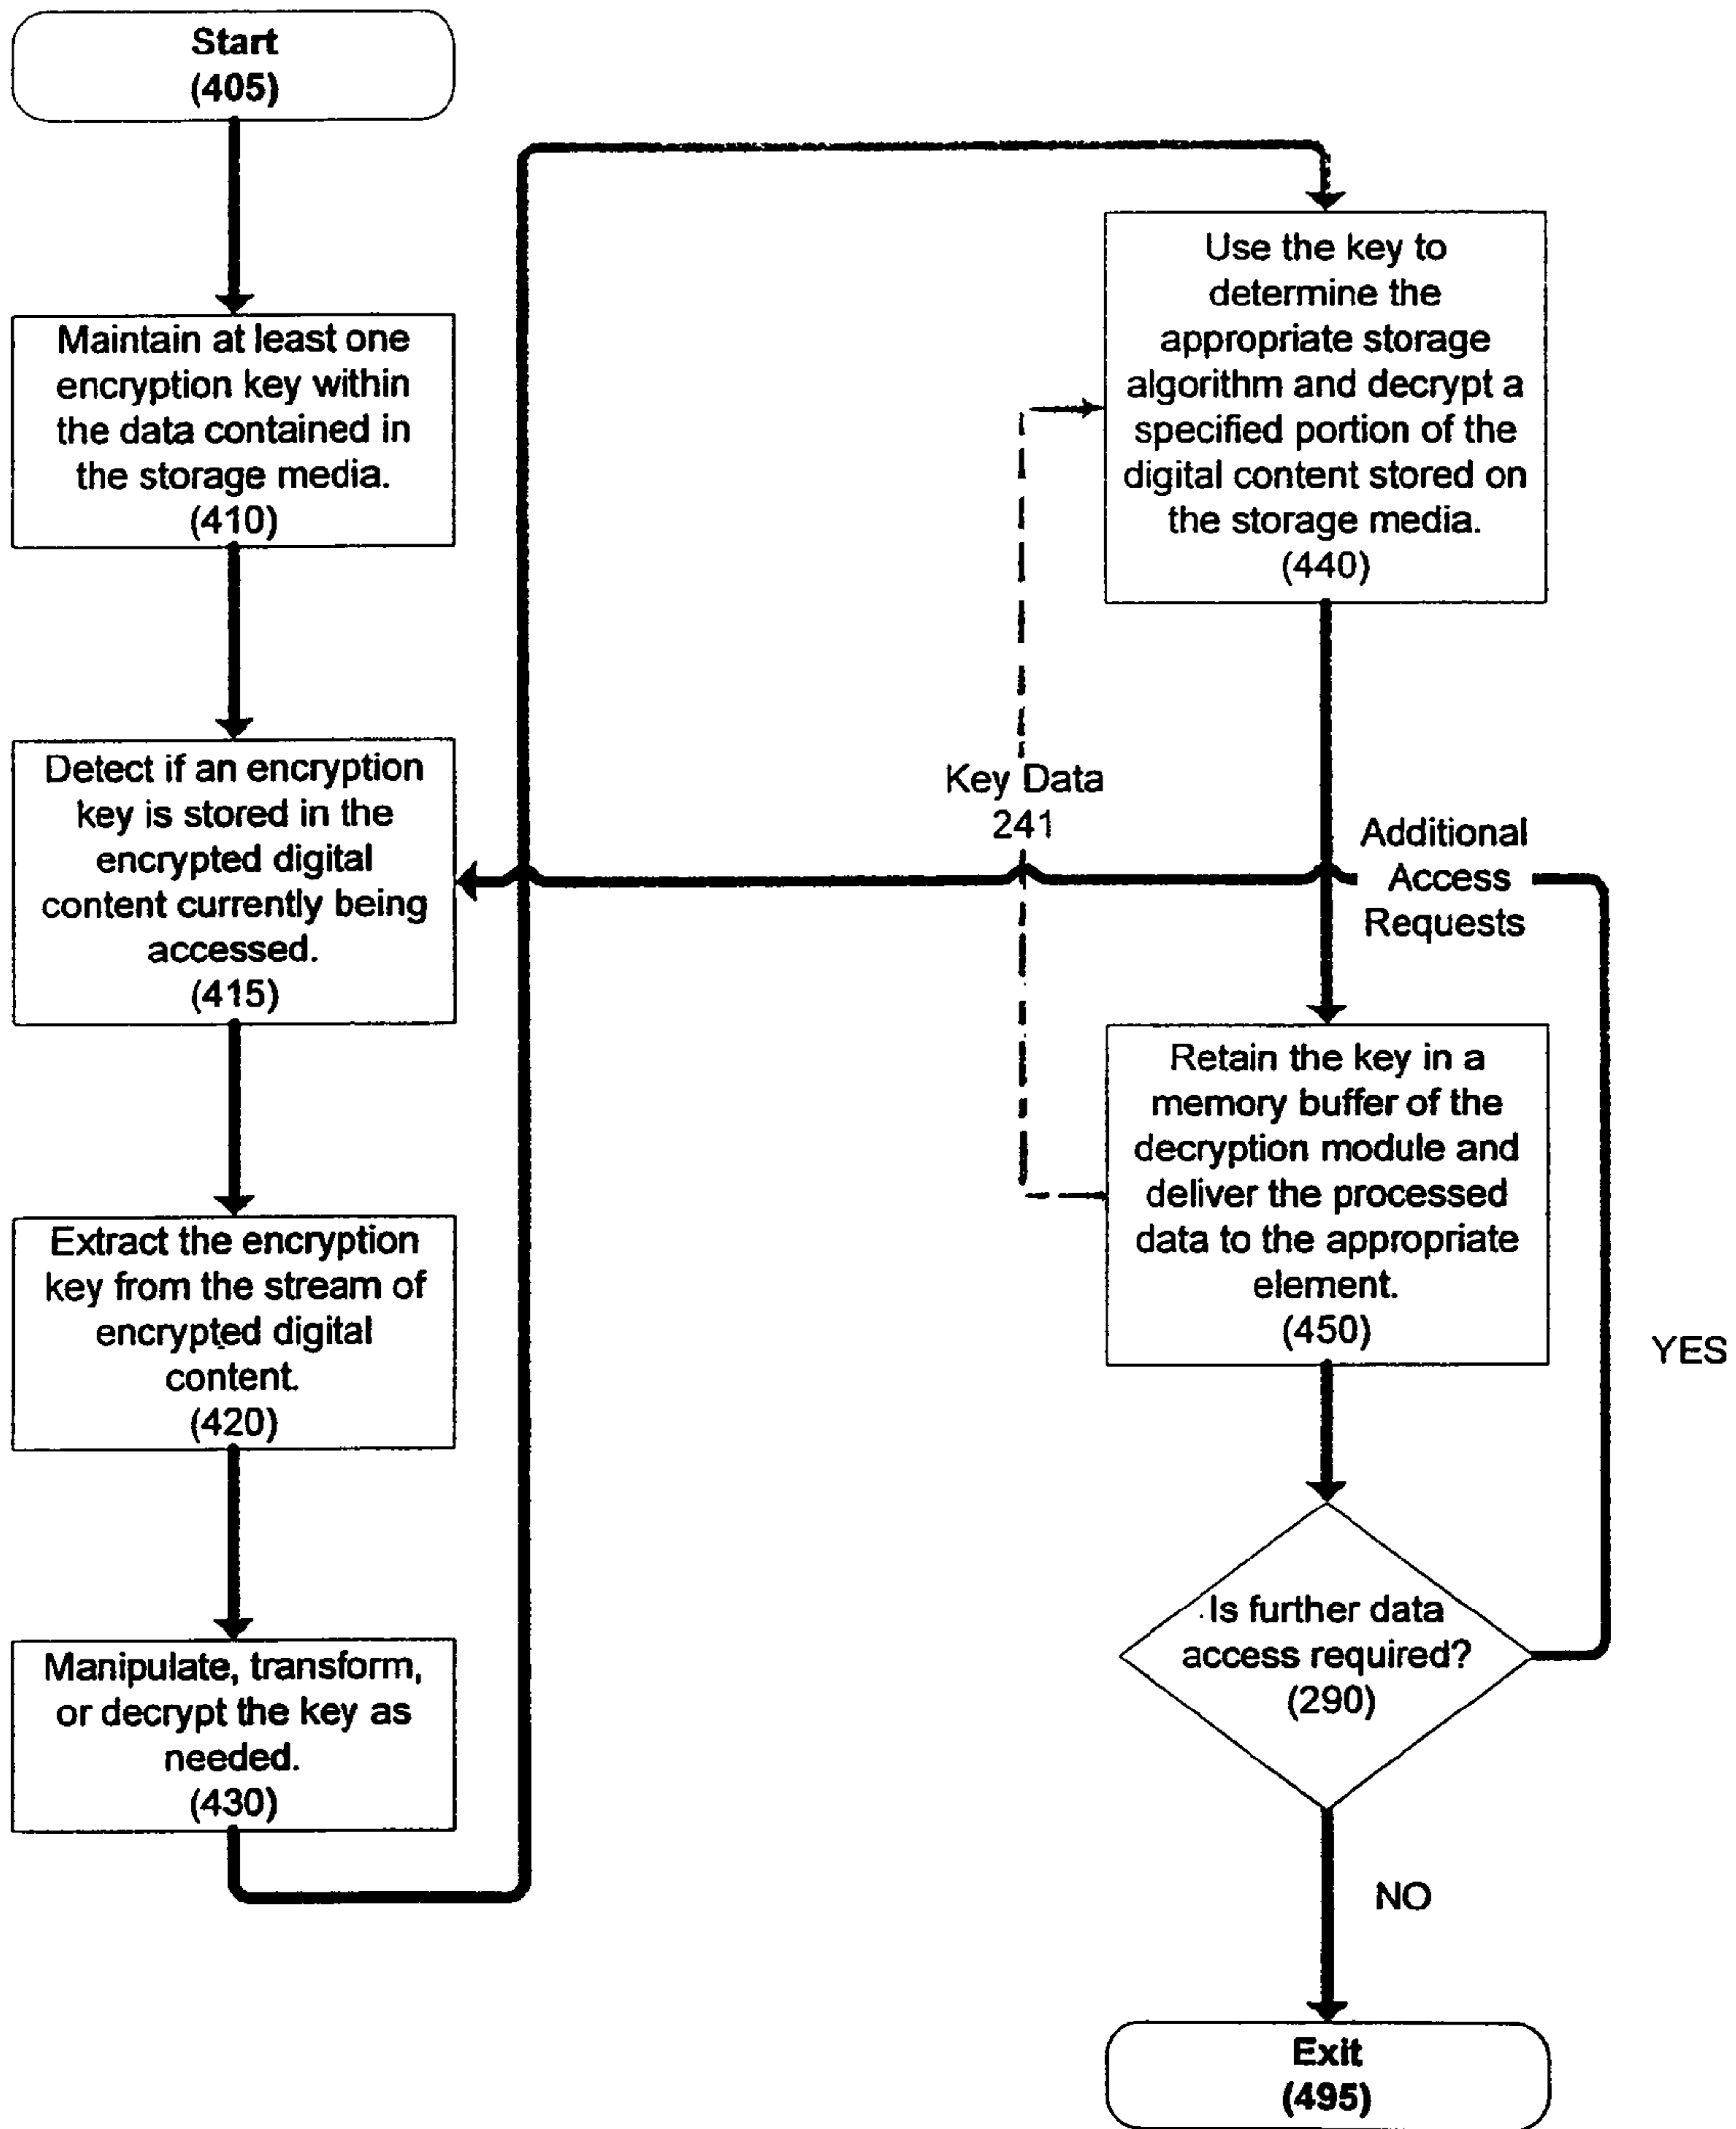 Start
(405)
Maintain at least one
encryption key within
the data contained in
the storage media.
(410)
Detect if an encryption
key is stored in the
encrypted digital
content currently being
accessed.
(415)
Extract the encryption
key from the stream of
encrypted digital
content.
(420)
Manipulate, transform,
or decrypt the key as
needed.
(430)
Use the key to
determine the
appropriate storage
algorithm and decrypt a
specified portion of the
digital content stored on
the storage media.
(440)
Key Data
241
Additional
Access
Requests
Retain the key in a
memory buffer of the
decryption module and
deliver the processed
data to the appropriate
element.
(450)
YES
Is further data
access required?
(290)
NO
Exit
(495)